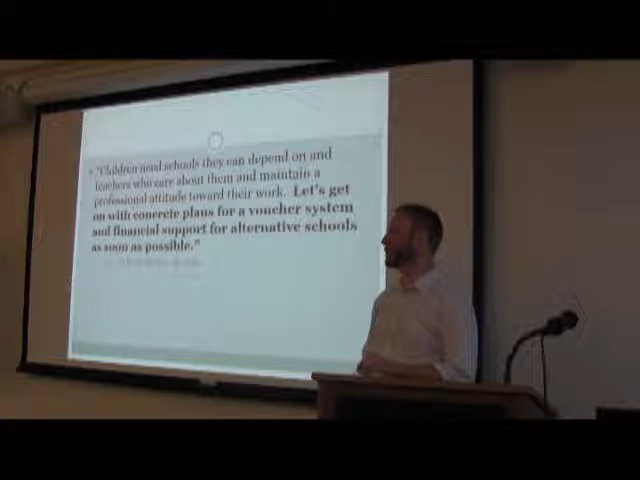 "Children need schools they can depend on and
teachers who care about them and maintain a
professional attitude toward their work. Let's get
on with concrete plans for a voucher system
and financial support for alternative schools
as soon as possible."